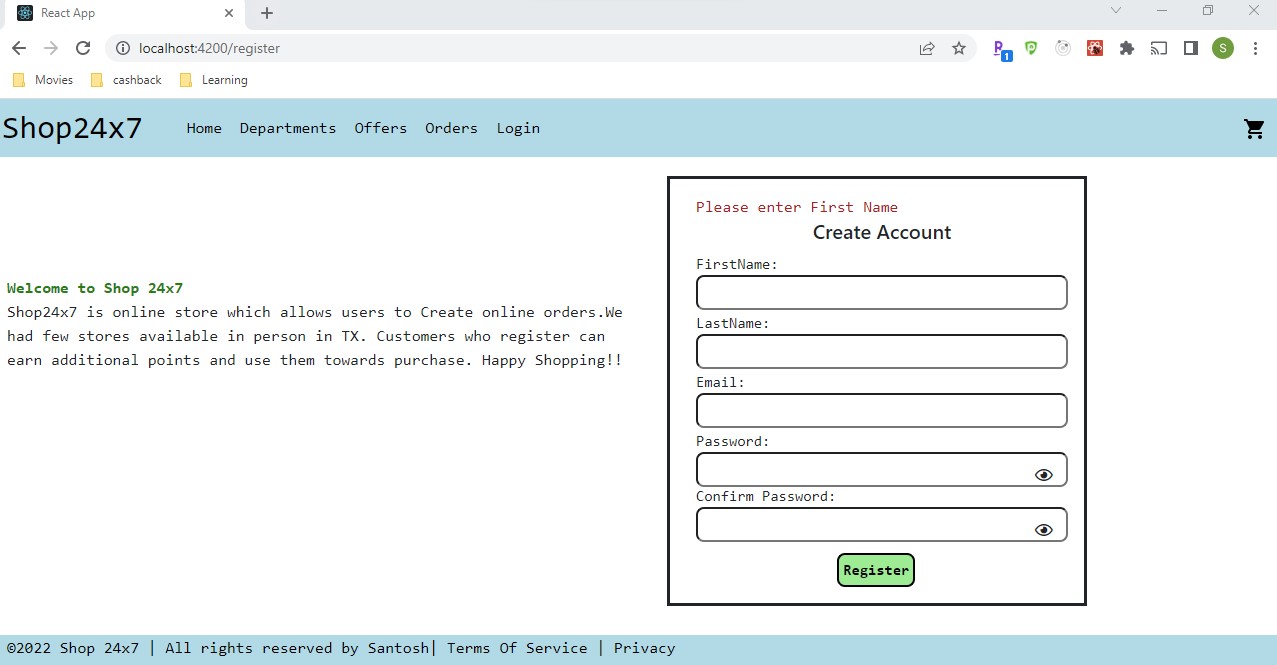 React App
localhost:4200/register
1
S
Movies cashback Learning
Shop24x7 Home Departments Offers Orders Login
Please enter First Name
Create Account
FirstName:
LastName:
Email:
Password:
Confirm Password:
Register
Welcome to Shop 24x7
Shop24x7 is online store which allows users to Create online orders.We
had few stores available in person in TX. Customers who register can
earn additional points and use them towards purchase. Happy Shopping!!
©2022 Shop 24x7 | All rights reserved by Santosh| Terms Of Service | Privacy